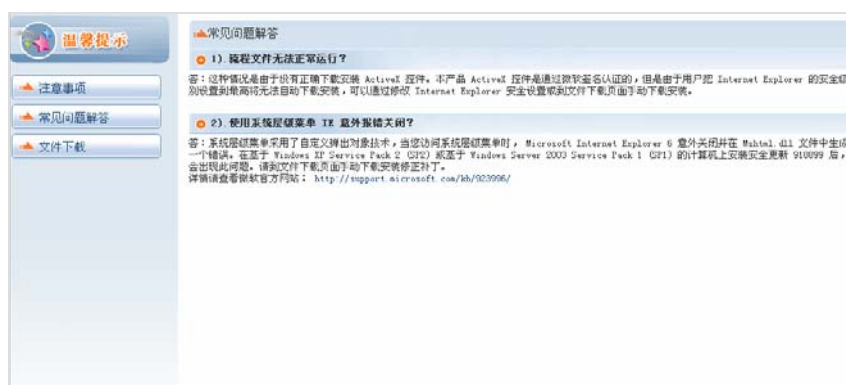 温馨提示
注意事项
常见问题解答
文件下载
常见问题解答
1). 流程文件无法正常运行?
答:这种情况是由于没有正确下载安装 ActiveX 控件。本产品 ActiveX 控件是通过微软签名认证的,但是由于用户把 Internet Explorer 的安全级
别设置到最高将无法自动下载安装,可以通过修改 Internet Explorer 安全设置或到文件下载页面手动下载安装。
2). 使用系统层级菜单 IE 意外报错关闭?
答:系统层级菜单采用了自定义弹出对象技术,当您访问系统层级菜单时, Microsoft Internet Explorer 6 意外关闭并在 Mshtml.dll 文件中生成
一个错误。在基于 Windows XP Service Pack 2 (SP2) 或基于 Windows Server 2003 Service Pack 1 (SP1) 的计算机上安装安全更新 910899 后,
会出现此问题。请到文件下载页面手动下载安装修正补丁。
详情请查看微软官方网站: http://support.microsoft.com/kb/923996/